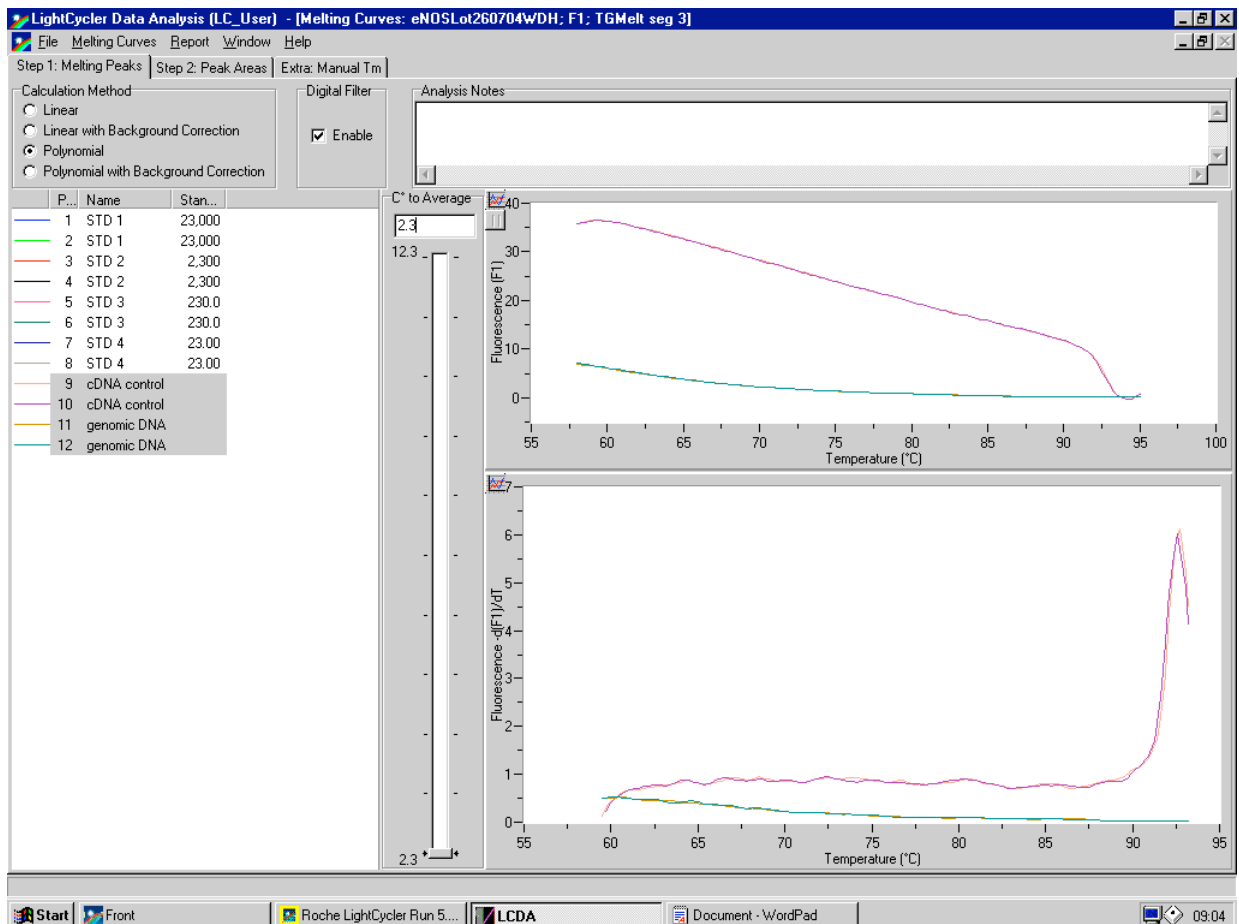 LightCycler Data Analysis (LC_User) - [Melting Curves: eNOSLot260704WDH; F1; TGMelt seg 3]
File Melting Curves Report Window Help
Step 1: Melting Peaks Step 2: Peak Areas Extra: Manual Tm
Calculation Method Digital Filter Analysis Notes
Linear
Linear with Background Correction
Enable
Polynomial
Polynomial with Background Correction
P... Name Stan...
1 STD 1 23,000
2 STD 1 23,000
3 STD 2 2,300
4 STD 2 2,300
5 STD 3 230.0
6 STD 3 230.0
7 STD 4 23.00
8 STD 4 23.00
9 cDNA control
10 cDNA control
11 genomic DNA
12 genomic DNA
C° to Average
2.3
12.3
2.3
40
30
20
10
0
Fluorescence (F1)
55 60 65 70 75 80 85 90 95 100
Temperature (°C)
7
6
5
4
3
2
1
0
Fluorescence -d(F1)/dT
55 60 65 70 75 80 85 90 95
Temperature (°C)
Start Front Roche LightCycler Run 5.... LCDA Document - WordPad 09:04